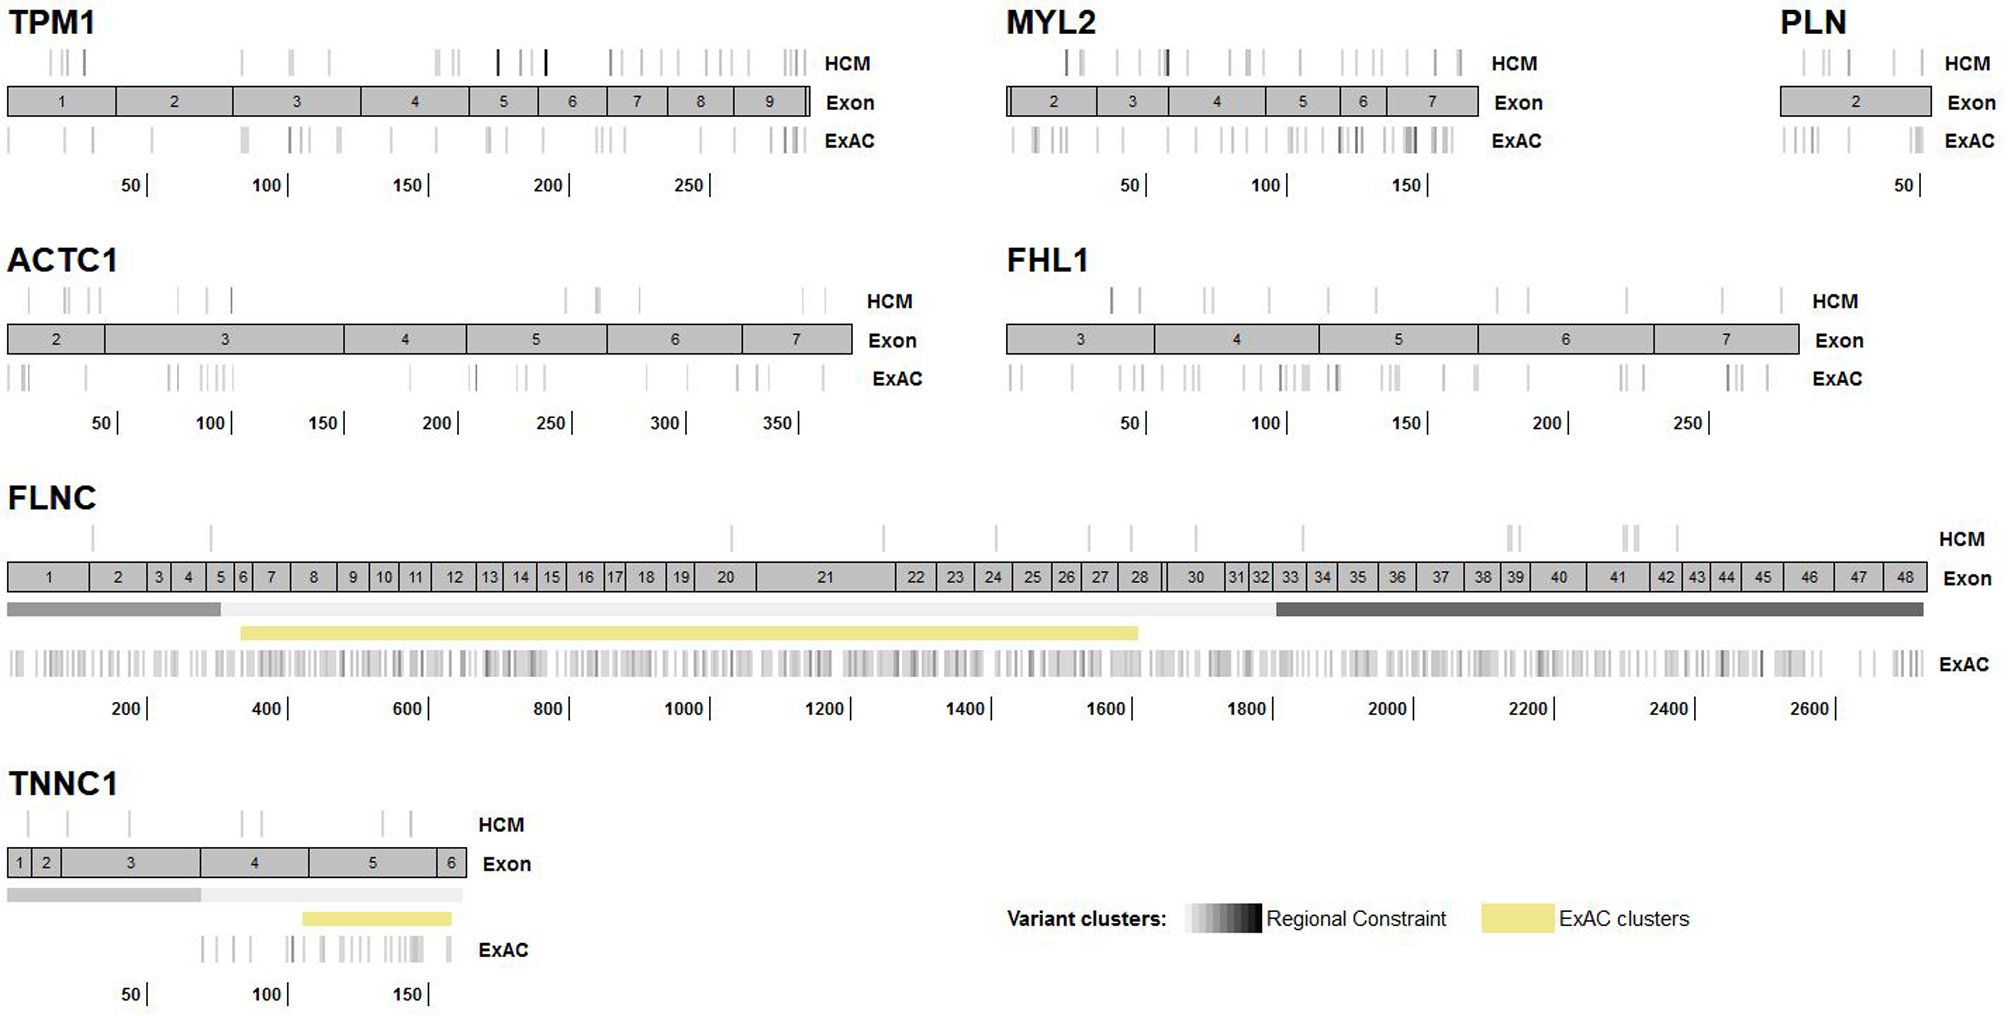 TPM1 MYL2 PLN
HCM HCM HCM
1 2 3 4 5 6 7 8 9 Exon 2 3 4 5 6 7 Exon 2 Exon
ExAC ExAC ExAC
50 100 150 200 250 50 100 150 50
ACTC1 FHL1
HCM HCM
2 3 4 5 6 7 Exon 3 4 5 6 7 Exon
ExAC ExAC
50 100 150 200 250 300 350 50 100 150 200 250
FLNC
HCM
1 2 3 4 5 6 7 8 9 10 11 12 13 14 15 16 17 18 19 20 21 22 23 24 25 26 27 28 30 31 32 33 34 35 36 37 38 39 40 41 42 43 44 45 46 47 48 Exon
ExAC
200 400 600 800 1000 1200 1400 1600 1800 2000 2200 2400 2600
TNNC1
HCM
1 2 3 4 5 6 Exon
Variant clusters: Regional Constraint ExAC clusters
ExAC
50 100 150